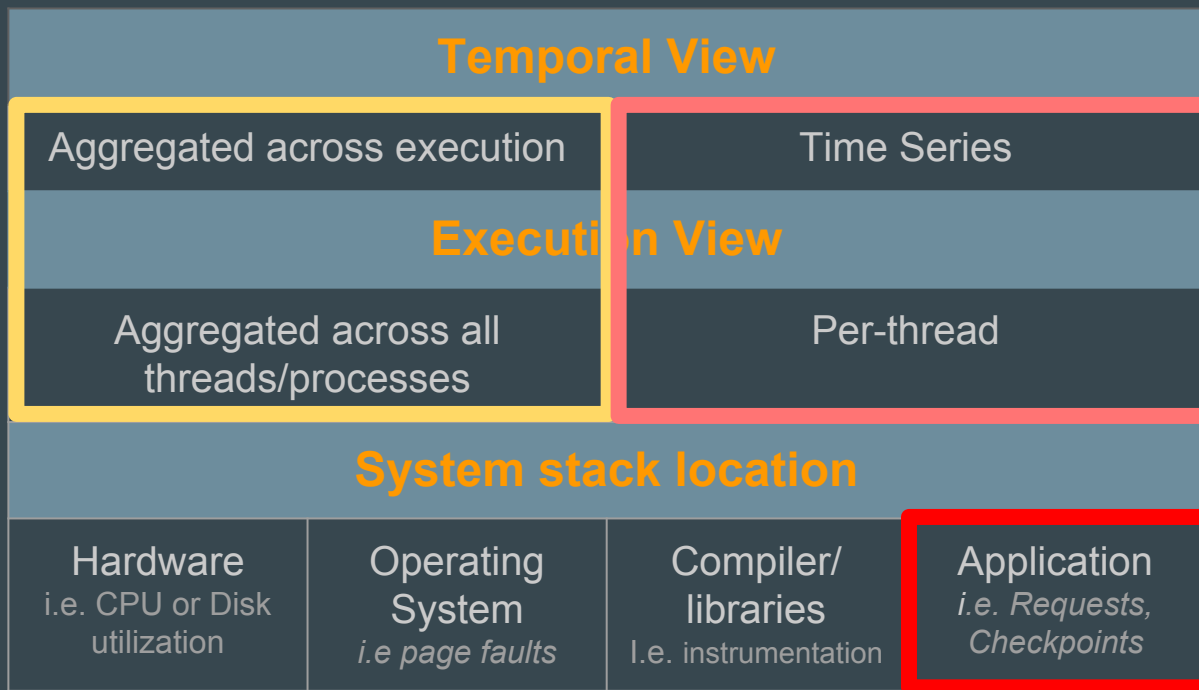 Temporal View
Aggregated across execution
Time Series
Execution View
Aggregated across all
threads/processes
Per-thread
System stack location
Hardware
i.e. CPU or Disk
utilization
Operating
System
i.e page faults
Compiler/
libraries
I.e. instrumentation
Application
i.e. Requests,
Checkpoints